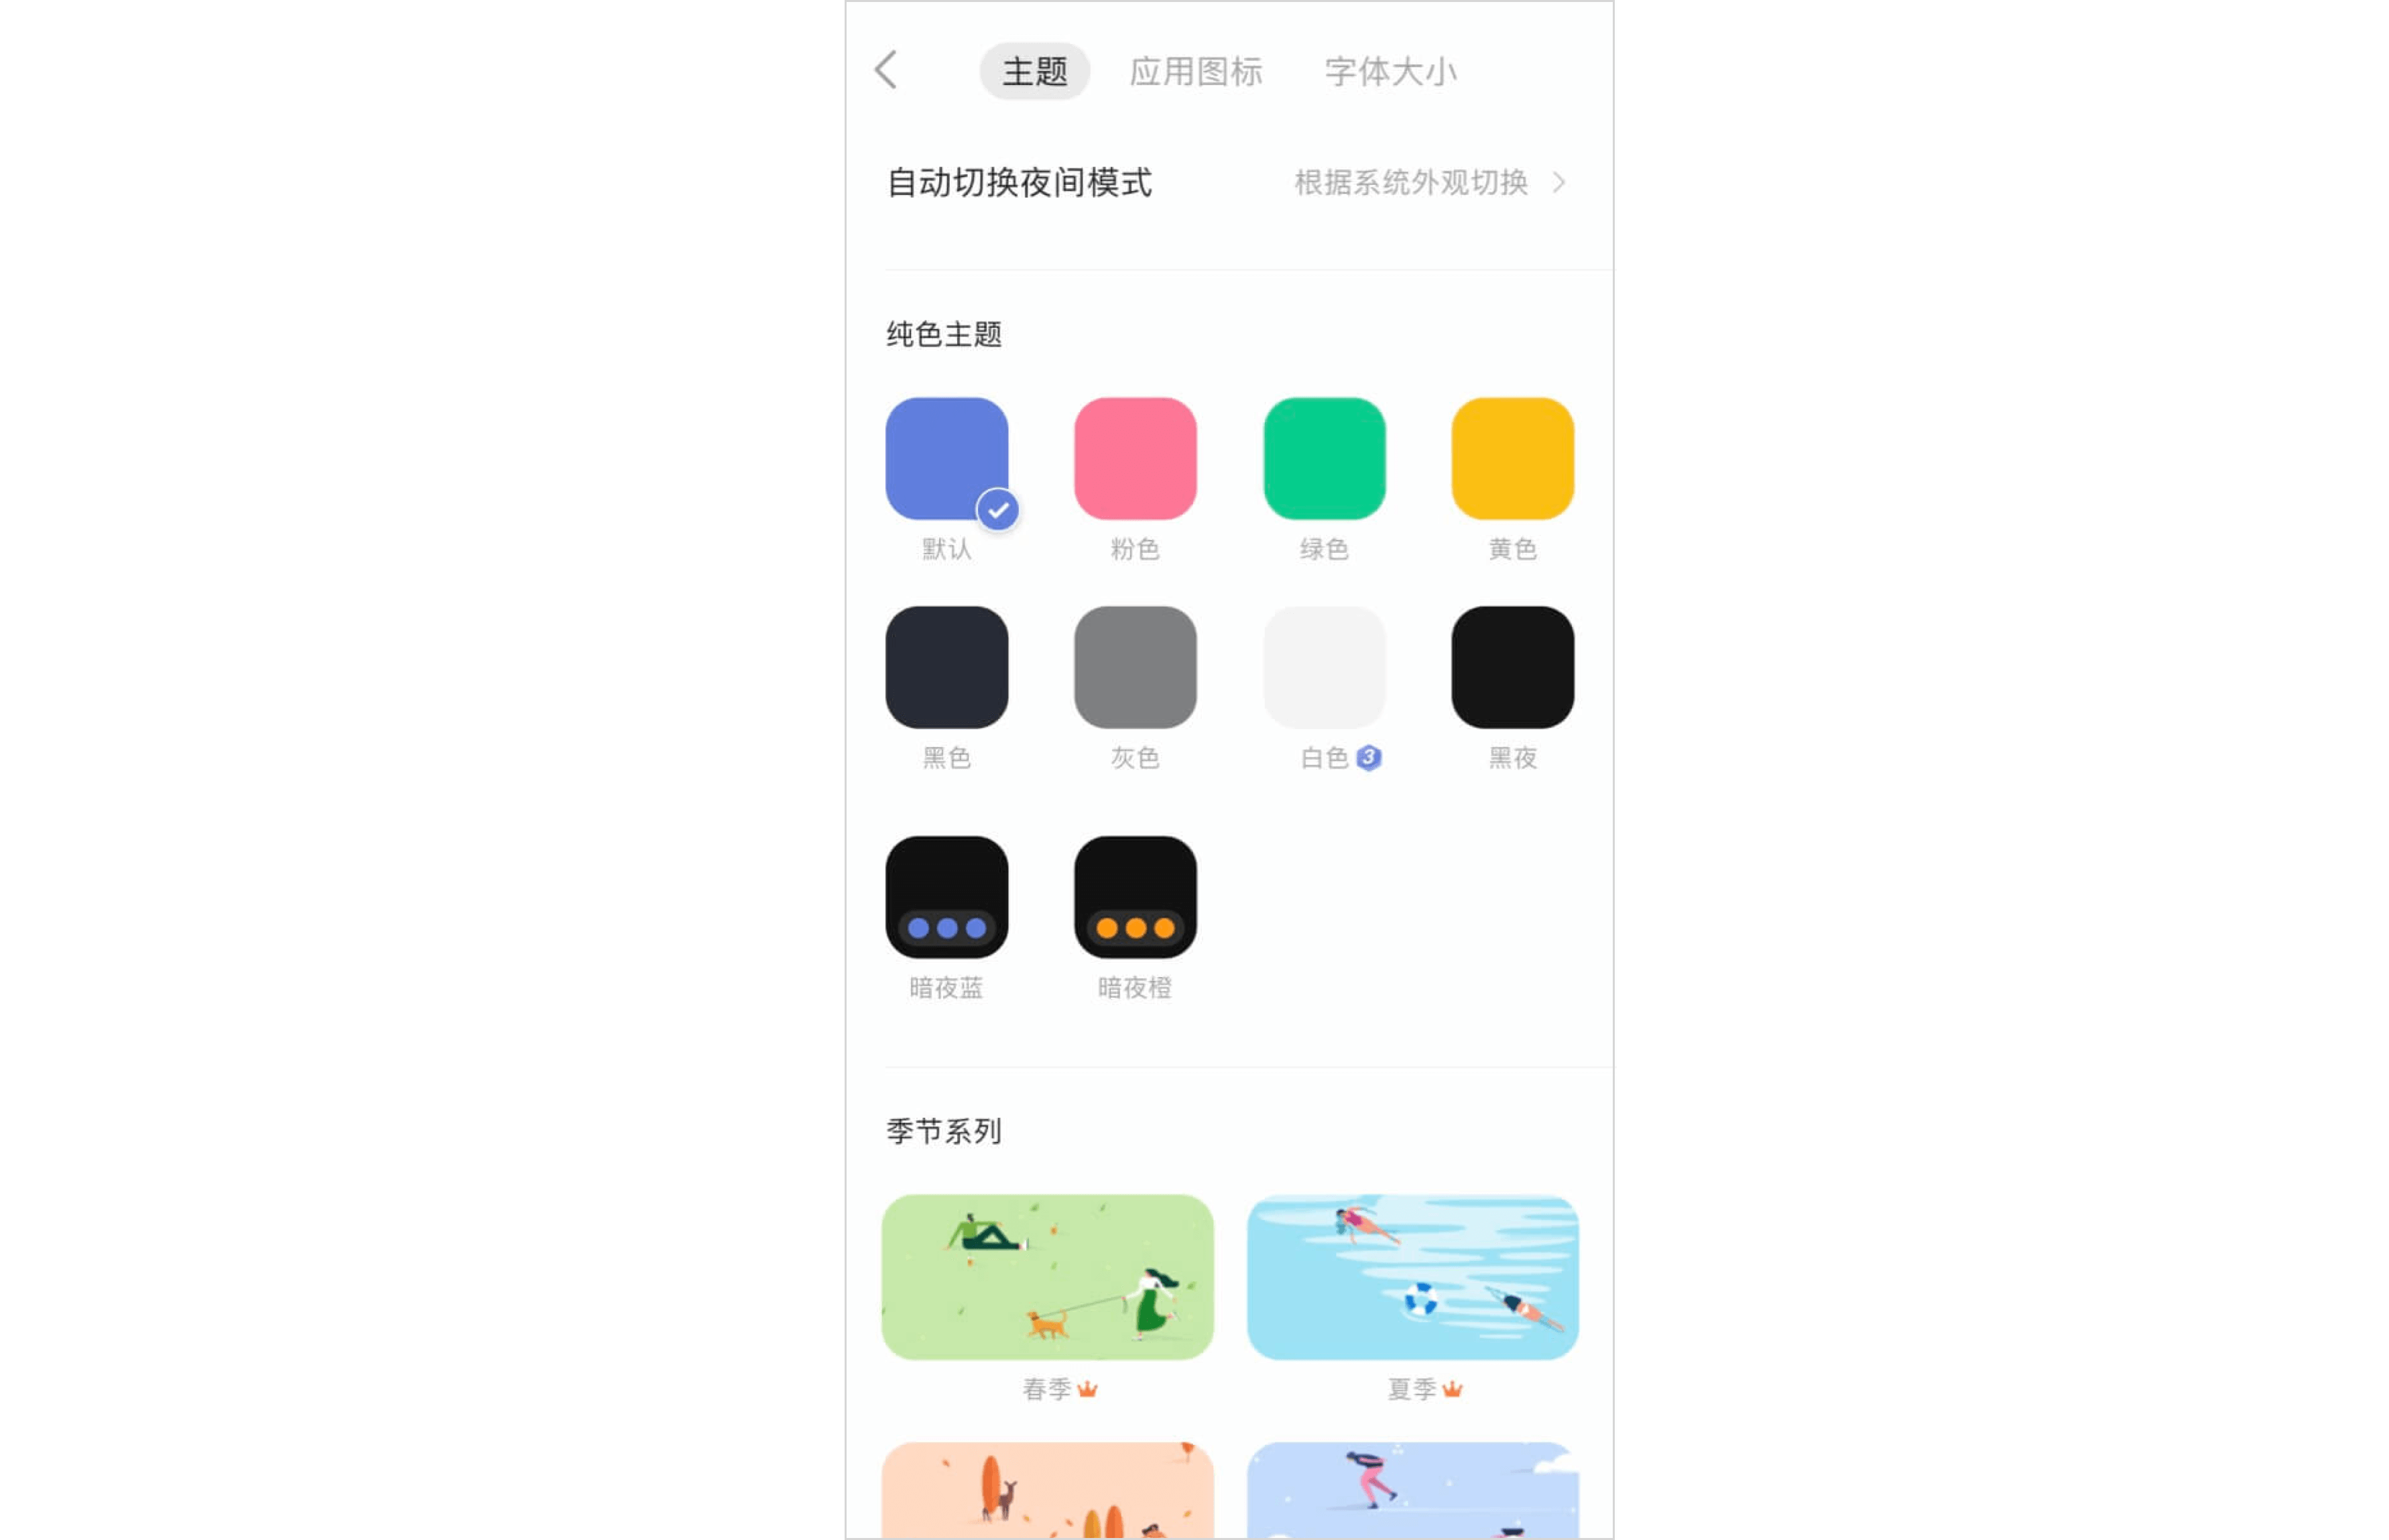 主题 应用图标 字体大小
自动切换夜间模式 根据系统外观切换
纯色主题
默认 粉色 绿色 黄色
黑色 灰色 白色 3 黑夜
暗夜蓝 暗夜橙
季节系列
春季 夏季